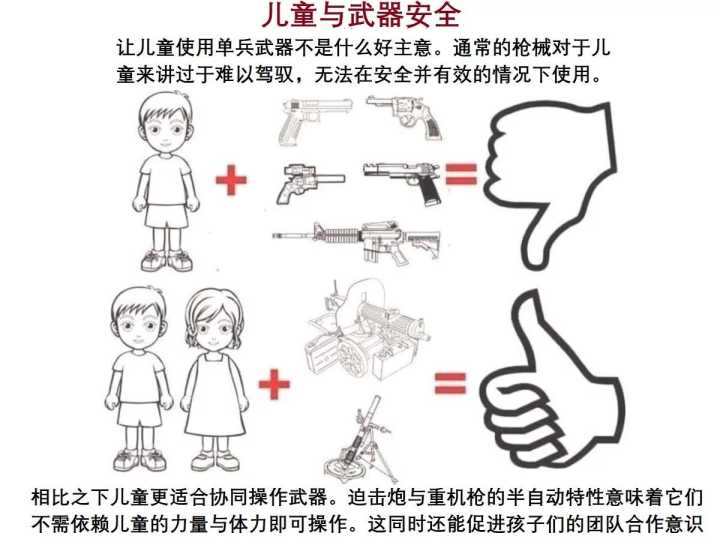 儿童与武器安全
让儿童使用单兵武器不是什么好主意。通常的枪械对于儿
童来讲过于难以驾驭，无法在安全并有效的情况下使用。
相比之下儿童更适合协同操作武器。迫击炮与重机枪的半自动特性意味着它们
不需依赖儿童的力量与体力即可操作。这同时还能促进孩子们的团队合作意识